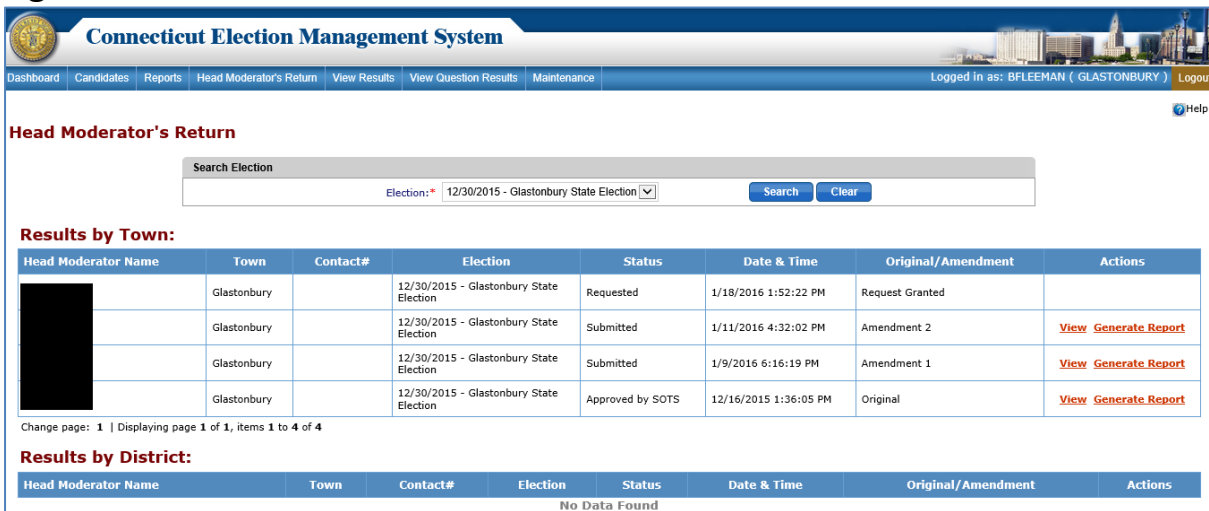 Connecticut Election Management System
Dashboard Candidates Reports Head Moderator's Return View Results View Question Results Maintenance Logged in as: BFLEEMAN ( GLASTONBURY )
Help
Head Moderator's Return
Search Election
Election:* 12/30/2015 - Glastonbury State Election Search Clear
Results by Town:
Head Moderator Name Town Contact# Election Status Date & Time Original/Amendment Actions
Glastonbury 12/30/2015 - Glastonbury State Election Requested 1/18/2016 1:52:22 PM Request Granted
Glastonbury 12/30/2015 - Glastonbury State Election Submitted 1/11/2016 4:32:02 PM Amendment 2 View Generate Report
Glastonbury 12/30/2015 - Glastonbury State Election Submitted 1/9/2016 6:16:19 PM Amendment 1 View Generate Report
Glastonbury 12/30/2015 - Glastonbury State Election Approved by SOTS 12/16/2015 1:36:05 PM Original View Generate Report
Change page: 1 | Displaying page 1 of 1, items 1 to 4 of 4
Results by District:
Head Moderator Name Town Contact# Election Status Date & Time Original/Amendment Actions
No Data Found